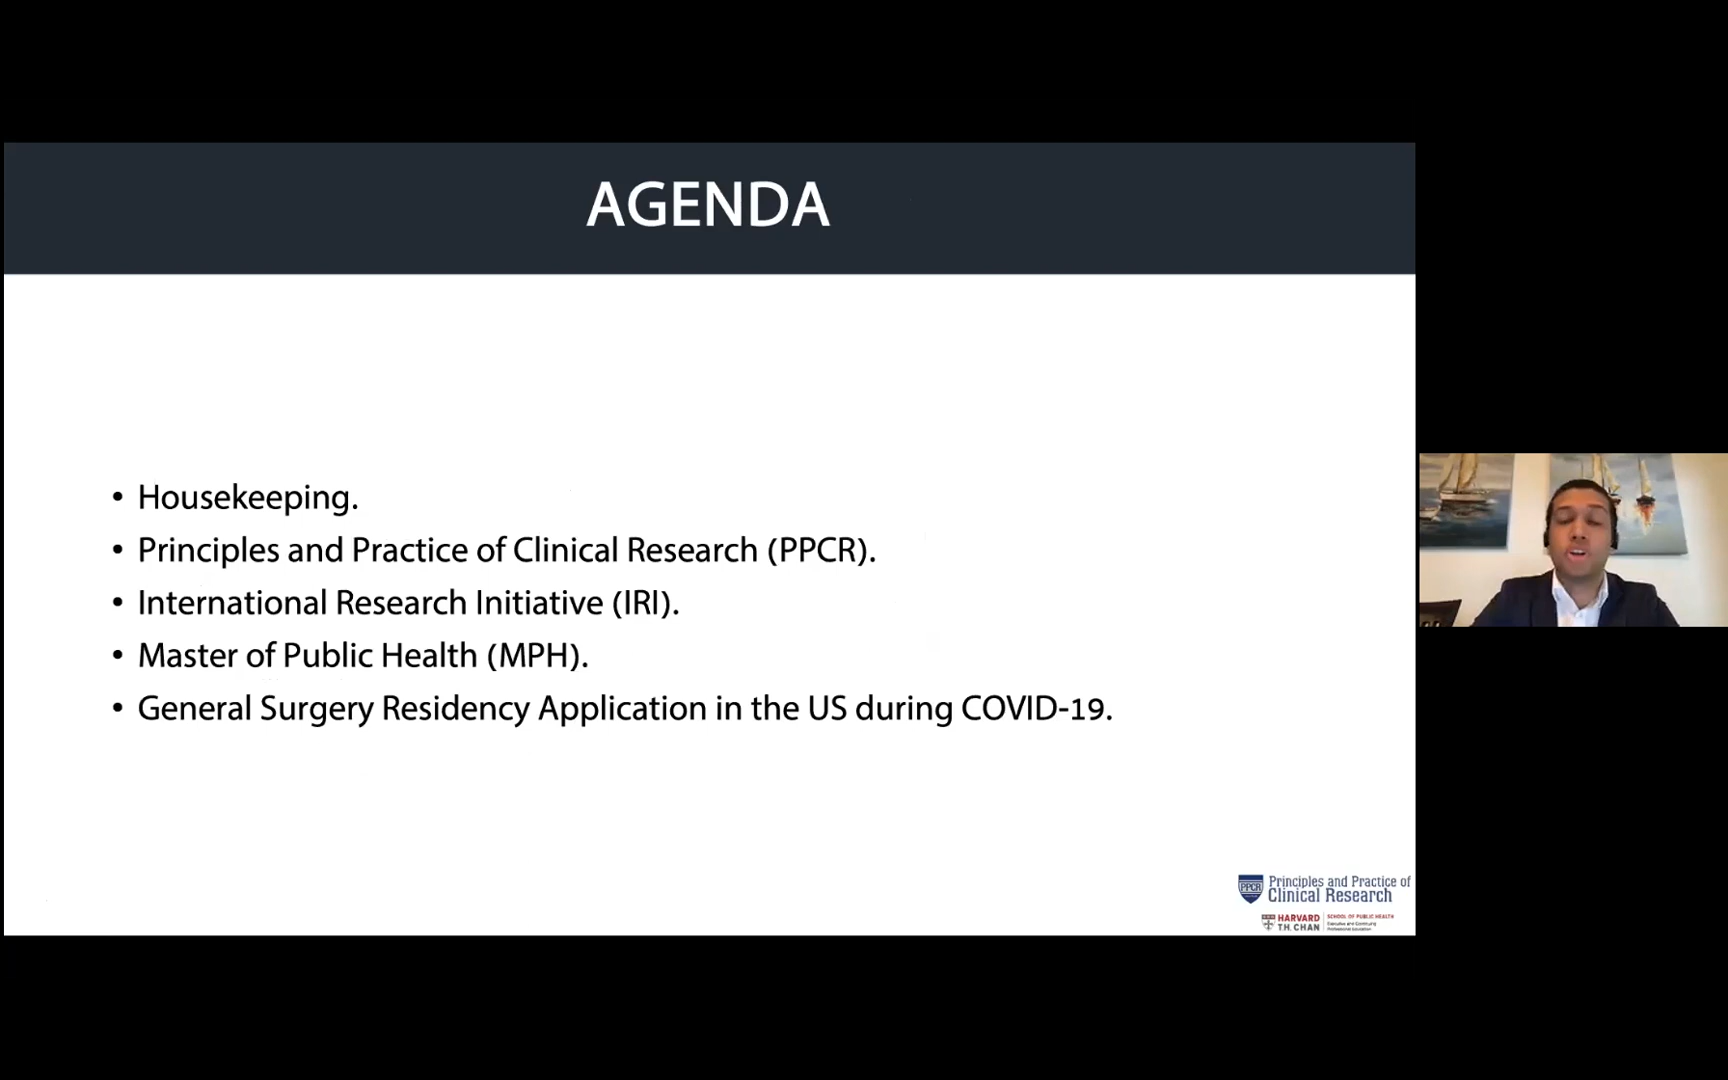 AGENDA
• Housekeeping.
• Principles and Practice of Clinical Research (PPCR).
• International Research Initiative (IRI).
• Master of Public Health (MPH).
• General Surgery Residency Application in the US during COVID-19.
PPCR
Principles and Practice of
Clinical Research
HARVARD
T.H. CHAN
SCHOOL OF PUBLIC HEALTH
Executive and Continuing
Professional Education